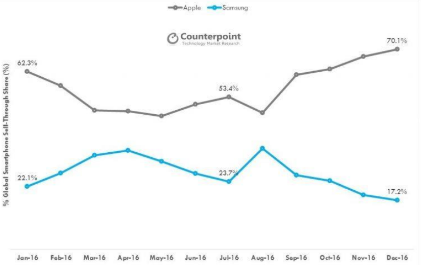 Apple Samsung
Counterpoint
Technology Market Research
% Global Smartphone Sell-Through Share (%)
62.3%
53.4%
70.1%
22.1%
23.7%
17.2%
Jan-16 Feb-16 Mar-16 Apr-16 May-16 Jun-16 Jul-16 Aug-16 Sep-16 Oct-16 Nov-16 Dec-16